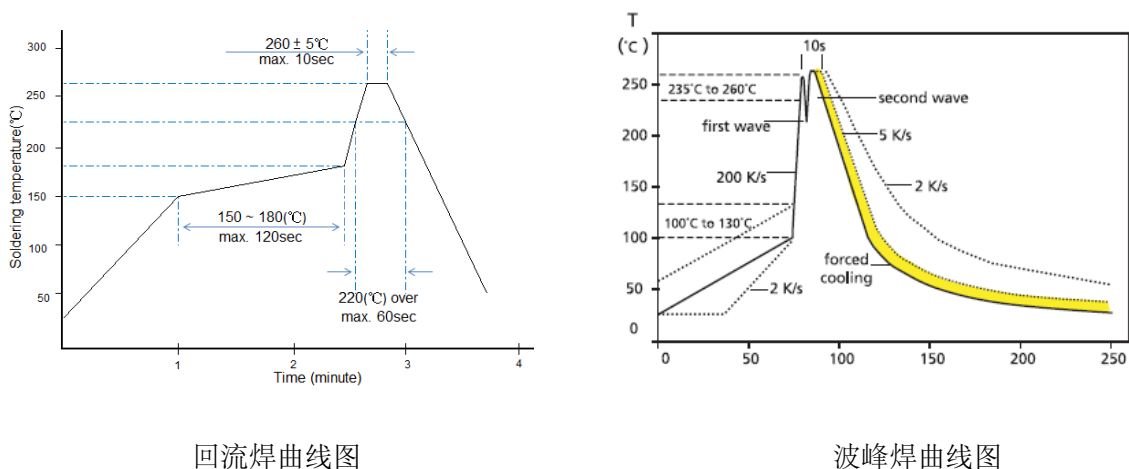 300
250
200
150
100
50
Soldering temperature(℃)
260 ± 5℃
max. 10sec
150 ~ 180(℃)
max. 120sec
220(℃) over
max. 60sec
1
2
3
4
Time (minute)
回流焊曲线图
T
(℃)
250
200
150
100
50
0
10s
235℃ to 260℃
first wave
second wave
5 K/s
200 K/s
2 K/s
100℃ to 130℃
forced
cooling
2 K/s
0
50
100
150
200
250
波峰焊曲线图